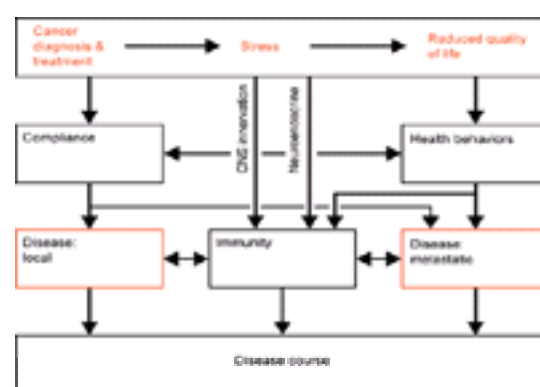 Cancer
diagnosis &
treatment
Stress
Reduced quality
of life
CNS innervation
Neuroendocrine
Compliance
Health behaviors
Disease:
local
Immunity
Disease:
metastatic
Disease course